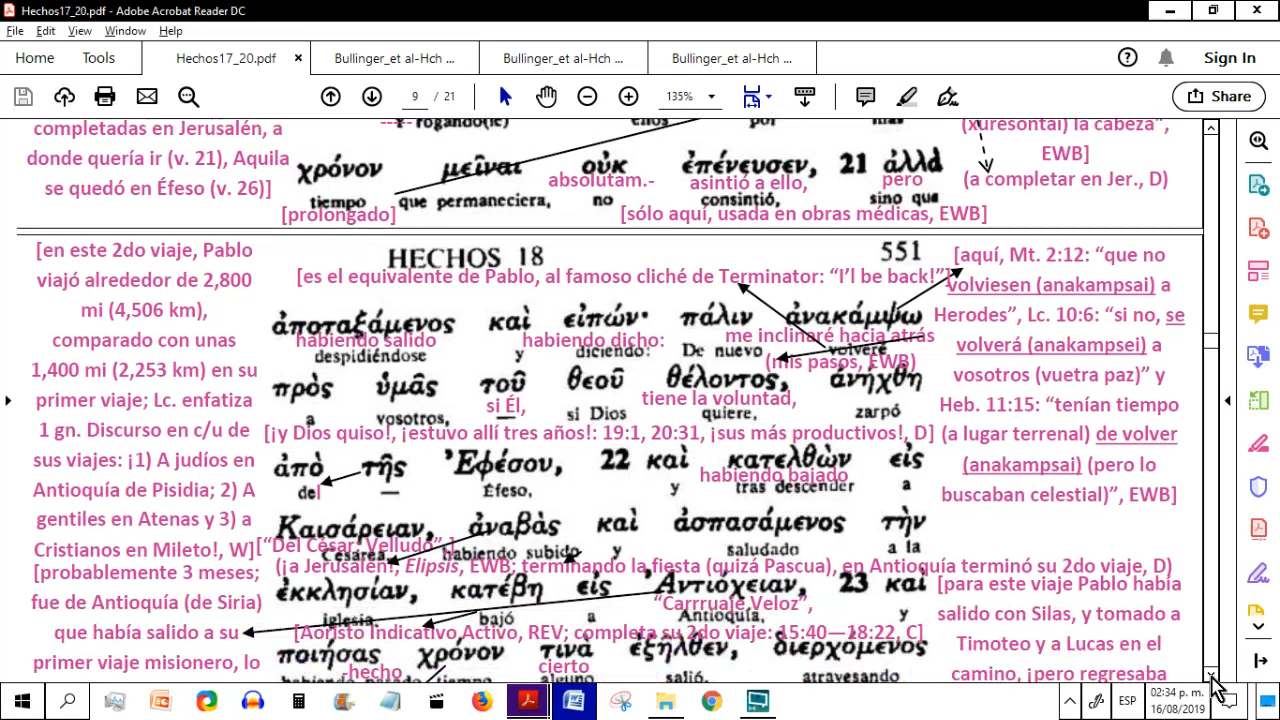 Hechos17_20.pdf - Adobe Acrobat Reader DC
File Edit View Window Help
Home Tools Hechos17_20.pdf × Bullinger_et al-Hch ... Bullinger_et al-Hch ... Bullinger_et al-Hch ... Sign In
9 / 21 135% Share
completadas en Jerusalén, a
donde quería ir (v. 21), Aquila
se quedó en Éfeso (v. 26)]
rogando(le) ellos por más
χρόνον μεῖναι οὐκ ἐπένευσεν, 21 ἀλλὰ
absolutam.- asintió a ello, pero
tiempo que permaneciera, no consintió, sino que
[prolongado] [sólo aquí, usada en obras médicas, EWB]
(xuresontai) la cabeza",
EWB]
(a completar en Jer., D)
HECHOS 18 551
[es el equivalente de Pablo, al famoso cliché de Terminator: “I’l be back!”]
ἀποταξάμενος καὶ εἰπών· πάλιν ἀνακάμψω
habiendo salido habiendo dicho: me inclinaré hacia atrás
despidiéndose y diciendo: De nuevo volveré
(mis pasos, EWB)
πρὸς ὑμᾶς τοῦ θεοῦ θέλοντος, ἀνήχθη
si Él, tiene la voluntad,
a vosotros, — si Dios quiere, zarpó
[¡y Dios quiso!, ¡estuvo allí tres años!: 19:1, 20:31, ¡sus más productivos!, D]
ἀπὸ τῆς Ἐφέσου, 22 καὶ κατελθὼν εἰς
habiendo bajado
del — Éfeso, y tras descender a
Καισάρειαν, ἀναβὰς καὶ ἀσπασάμενος τὴν
[“Del César: Velludo”,]
Cesarea, habiendo subido y saludado a la
(¡a Jerusalén!, Elipsis, EWB; terminando la fiesta (quizá Pascua), en Antioquía terminó su 2do viaje, D)
ἐκκλησίαν, κατέβη εἰς Ἀντιόχειαν, 23 καὶ
“Carrruaje Veloz”,
iglesia, bajó a Antioquía, y
[Aoristo Indicativo Activo, REV; completa su 2do viaje: 15:40—18:22, C]
ποιήσας χρόνον τινὰ ἐξῆλθεν, διερχόμενος
-hecho cierto
tiempo alguno salió, atravesando
[en este 2do viaje, Pablo
viajó alrededor de 2,800
mi (4,506 km),
comparado con unas
1,400 mi (2,253 km) en su
primer viaje; Lc. enfatiza
1 gn. Discurso en c/u de
sus viajes: ¡1) A judíos en
Antioquía de Pisidia; 2) A
gentiles en Atenas y 3) a
Cristianos en Mileto!, W]
[probablemente 3 meses;
fue de Antioquía (de Siria)
que había salido a su
primer viaje misionero, lo
[aquí, Mt. 2:12: “que no
volviesen (anakampsai) a
Herodes”, Lc. 10:6: “si no, se
volverá (anakampsei) a
vosotros (vuetra paz)” y
Heb. 11:15: “tenían tiempo
(a lugar terrenal) de volver
(anakampsai) (pero lo
buscaban celestial)”, EWB]
[para este viaje Pablo había
salido con Silas, y tomado a
Timoteo y a Lucas en el
camino, ¡pero regresaba
ESP 02:34 p. m.
16/08/2019